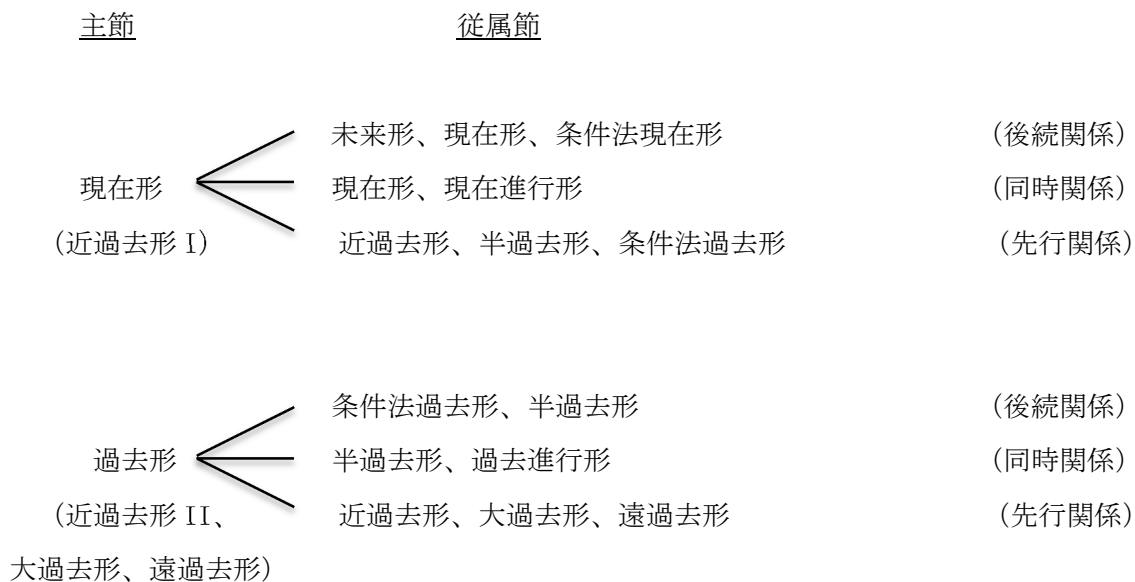 主節 従属節
未来形、現在形、条件法現在形 (後続関係)
現在形 現在形、現在進行形 (同時関係)
(近過去形 I) 近過去形、半過去形、条件法過去形 (先行関係)
条件法過去形、半過去形 (後続関係)
過去形 半過去形、過去進行形 (同時関係)
(近過去形 II、 近過去形、大過去形、遠過去形 (先行関係)
大過去形、遠過去形)